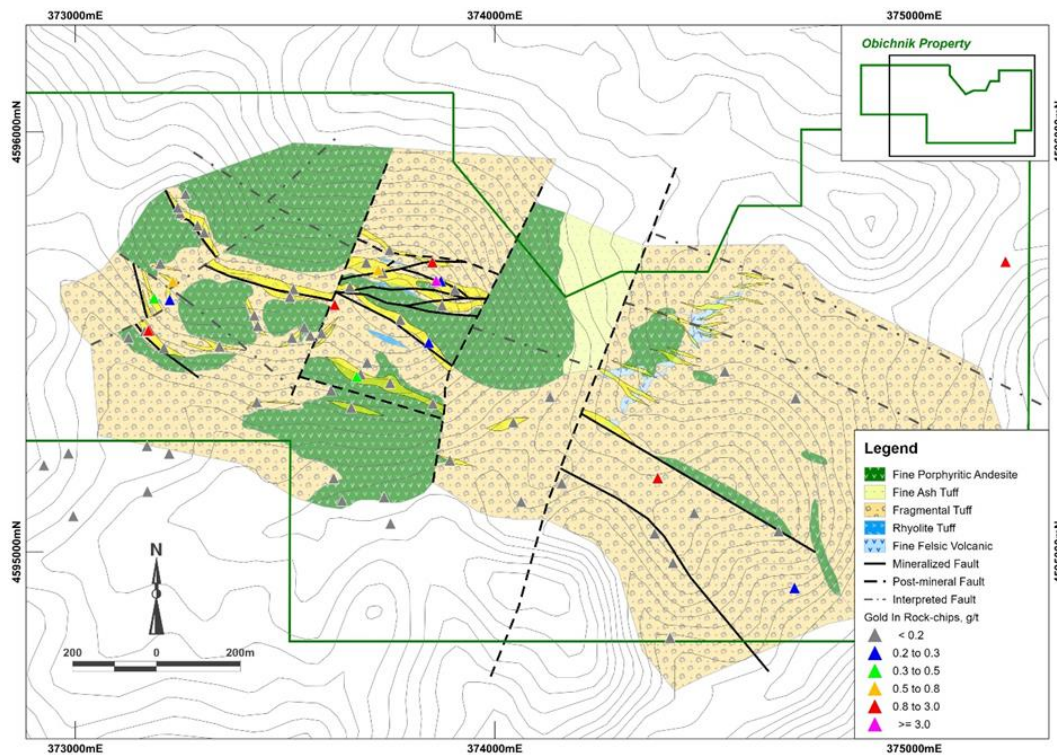 373000mE
374000mE
375000mE
Obichnik Property
4596000mN
4596000mN
4595000mN
4595000mN
N
200
0
200m
Legend
Fine Porphyritic Andesite
Fine Ash Tuff
Fragmental Tuff
Rhyolite Tuff
Fine Felsic Volcanic
Mineralized Fault
Post-mineral Fault
Interpreted Fault
Gold In Rock-chips, g/t
< 0.2
0.2 to 0.3
0.3 to 0.5
0.5 to 0.8
0.8 to 3.0
>= 3.0
373000mE
374000mE
375000mE